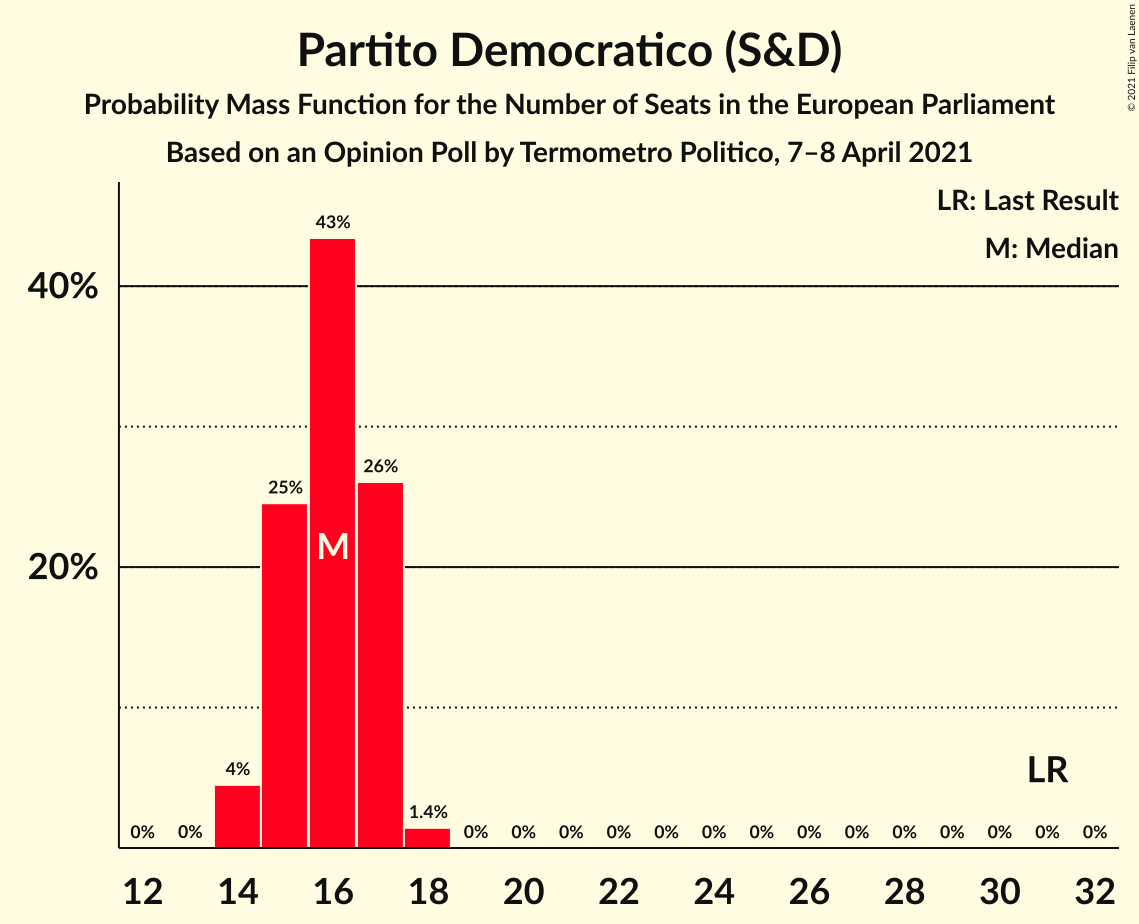 Partito Democratico (S&D)
Probability Mass Function for the Number of Seats in the European Parliament
Based on an Opinion Poll by Termometro Politico, 7–8 April 2021
© 2021 Filip van Laenen
LR: Last Result
M: Median
40%
20%
0% 0% 4% 25% 43% 26% 1.4% 0% 0% 0% 0% 0% 0% 0% 0% 0% 0% 0% 0% 0% 0%
M
LR
12 14 16 18 20 22 24 26 28 30 32